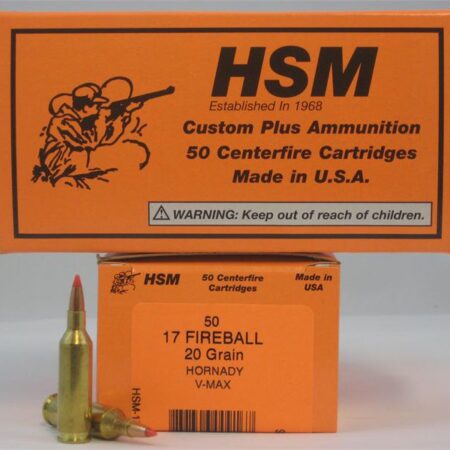 HSM
Established In 1968
Custom Plus Ammunition
50 Centerfire Cartridges
Made in U.S.A.
WARNING: Keep out of reach of children.
HSM
50 Centerfire
Cartridges
Made in
USA
50
17 FIREBALL
20 Grain
HORNADY
V-MAX